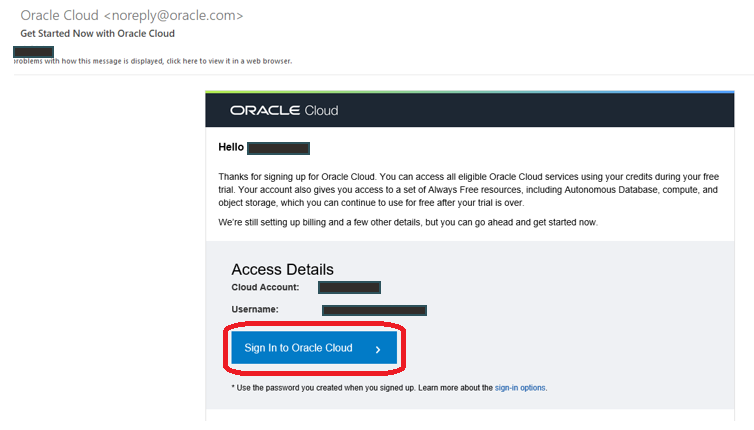 Oracle Cloud <noreply@oracle.com>
Get Started Now with Oracle Cloud
roblems with how this message is displayed, click here to view it in a web browser.
ORACLE Cloud
Hello
Thanks for signing up for Oracle Cloud. You can access all eligible Oracle Cloud services using your credits during your free
trial. Your account also gives you access to a set of Always Free resources, including Autonomous Database, compute, and
object storage, which you can continue to use for free after your trial is over.
We're still setting up billing and a few other details, but you can go ahead and get started now.
Access Details
Cloud Account:
Username:
Sign In to Oracle Cloud >
* Use the password you created when you signed up. Learn more about the sign-in options.